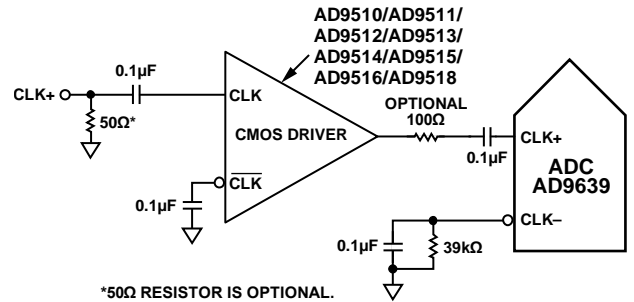 AD9510/AD9511/
AD9512/AD9513/
AD9514/AD9515/
AD9516/AD9518
0.1µF
CLK+
CLK
50Ω*
CMOS DRIVER
OPTIONAL
100Ω
0.1µF
CLK+
ADC
AD9639
CLK
0.1µF
CLK–
0.1µF
39kΩ
*50Ω RESISTOR IS OPTIONAL.